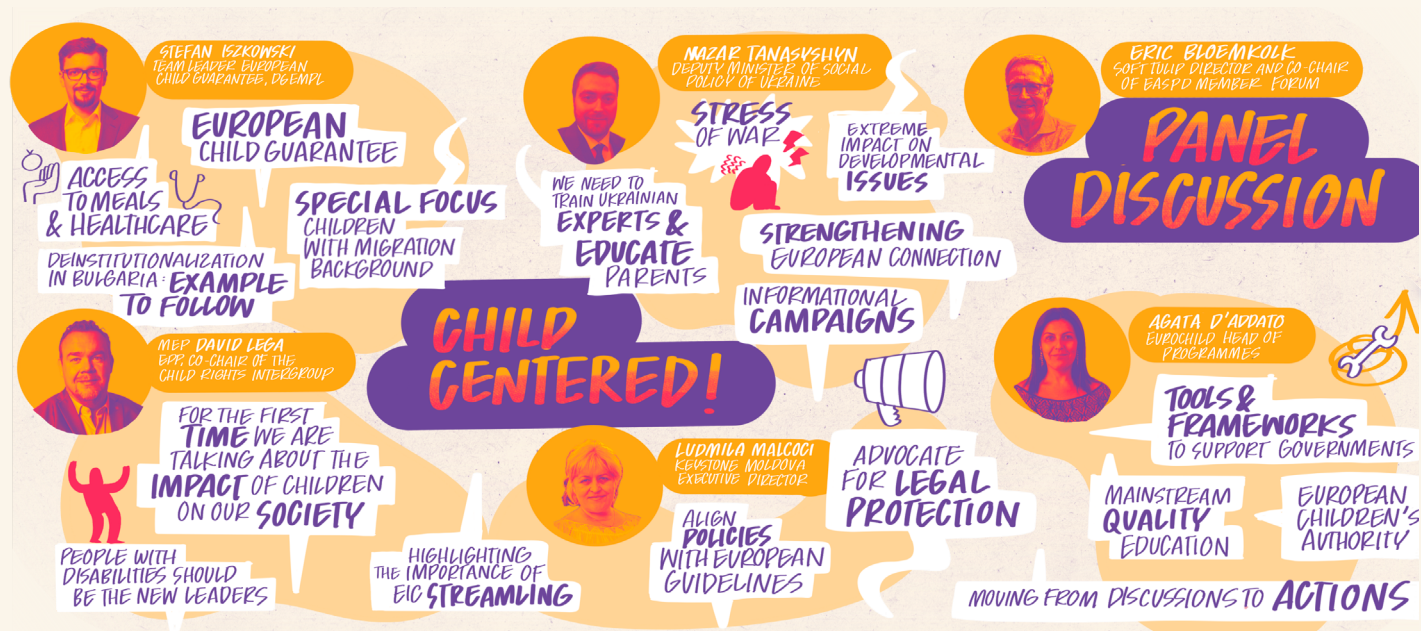 STEFAN ISZKOWSKI
TEAM LEADER EUROPEAN
CHILD GUARANTEE, DGEMPL
EUROPEAN
CHILD GUARANTEE
ACCESS
TO MEALS
& HEALTHCARE
SPECIAL FOCUS
CHILDREN
WITH MIGRATION
BACKGROUND
DEINSTITUTIONALIZATION
IN BULGARIA: EXAMPLE
TO FOLLOW
NAZAR TANASYSHYN
DEPUTY MINISTER OF SOCIAL
POLICY OF UKRAINE
STRESS
OF WAR
EXTREME
IMPACT ON
DEVELOPMENTAL
ISSUES
WE NEED TO
TRAIN UKRAINIAN
EXPERTS &
EDUCATE
PARENTS
STRENGTHENING
EUROPEAN CONNECTION
INFORMATIONAL
CAMPAIGNS
ERIC BLOEMKOLK
SOFT TULIP DIRECTOR AND CO-CHAIR
OF EASPD MEMBER FORUM
PANEL
DISCUSSION
CHILD
CENTERED!
MEP DAVID LEGA
EPP, CO-CHAIR OF THE
CHILD RIGHTS INTERGROUP
FOR THE FIRST
TIME WE ARE
TALKING ABOUT THE
IMPACT OF CHILDREN
ON OUR SOCIETY
PEOPLE WITH
DISABILITIES SHOULD
BE THE NEW LEADERS
HIGHLIGHTING
THE IMPORTANCE OF
EIC STREAMLING
LUDMILA MALCOCI
KEYSTONE MOLDOVA
EXECUTIVE DIRECTOR
ALIGN
POLICIES
WITH EUROPEAN
GUIDELINES
ADVOCATE
FOR LEGAL
PROTECTION
AGATA D'ADDATO
EUROCHILD HEAD OF
PROGRAMMES
TOOLS &
FRAMEWORKS
TO SUPPORT GOVERNMENTS
MAINSTREAM
QUALITY
EDUCATION
EUROPEAN
CHILDREN'S
AUTHORITY
MOVING FROM DISCUSSIONS TO ACTIONS